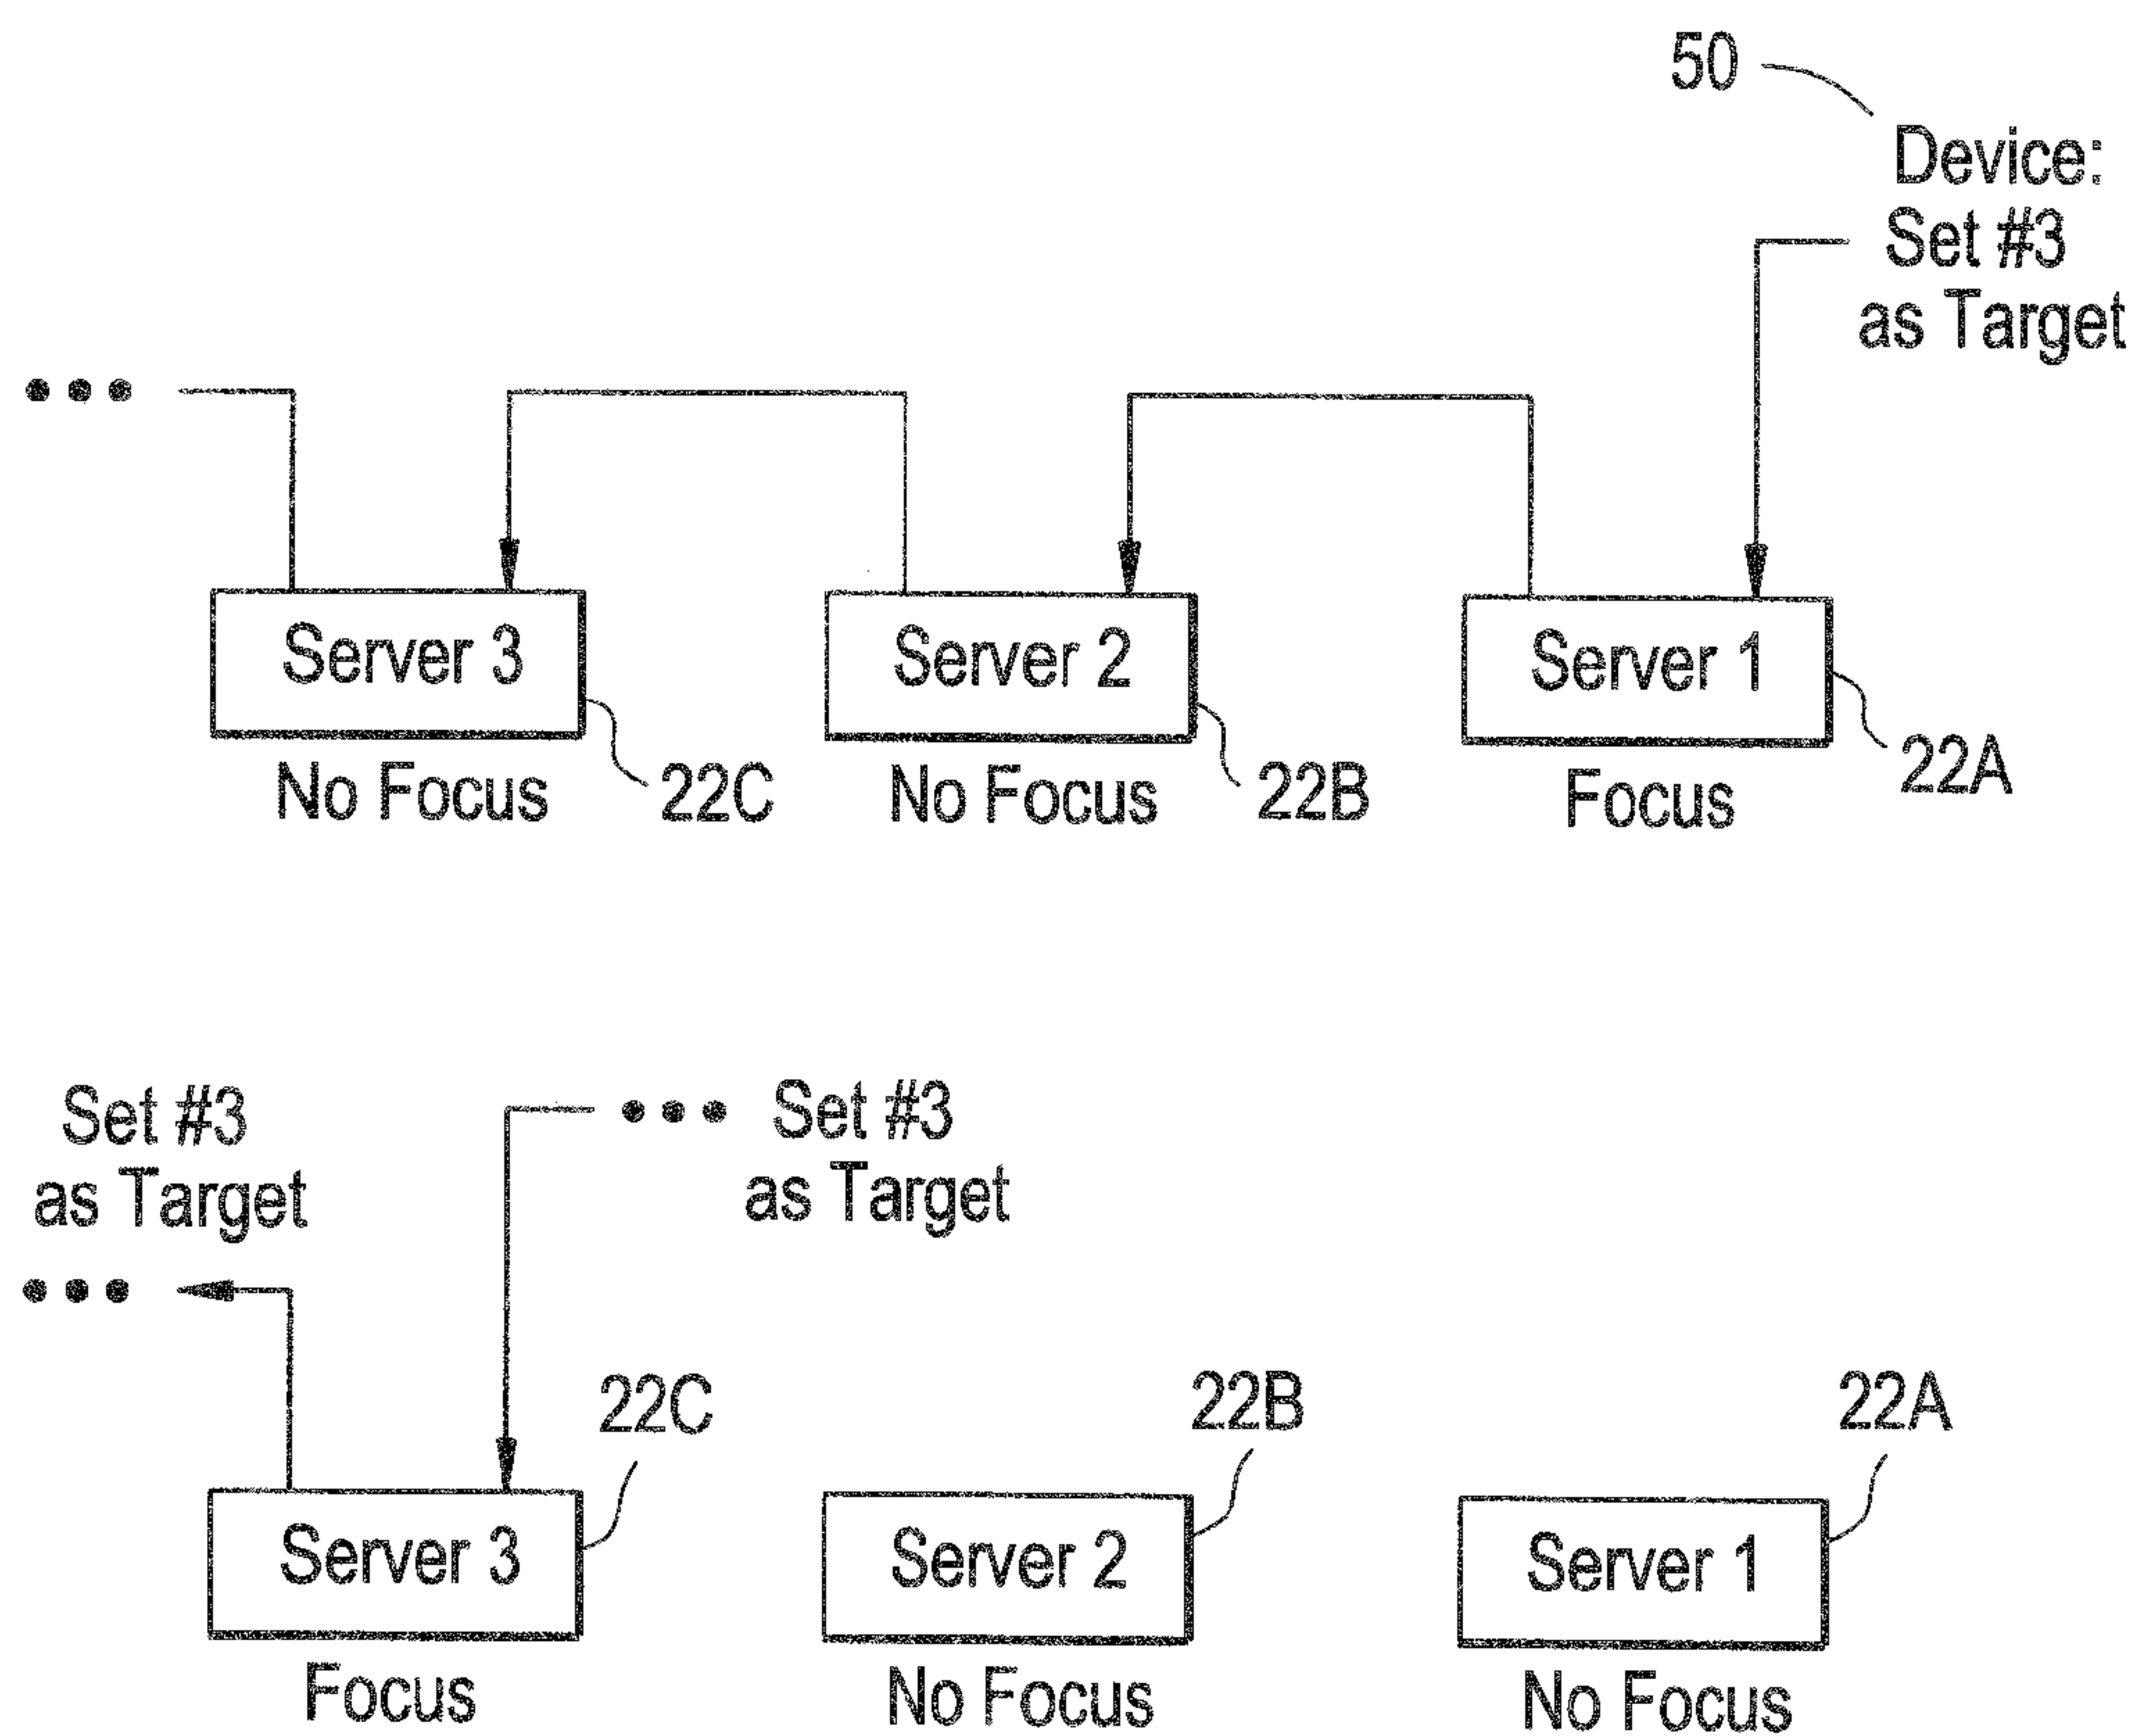 50
Device:
Set #3
as Target
Server 3
Server 2
Server 1
No Focus
22C
No Focus
22B
Focus
22A
Set #3
as Target
Set #3
as Target
22C
22B
22A
Server 3
Server 2
Server 1
Focus
No Focus
No Focus